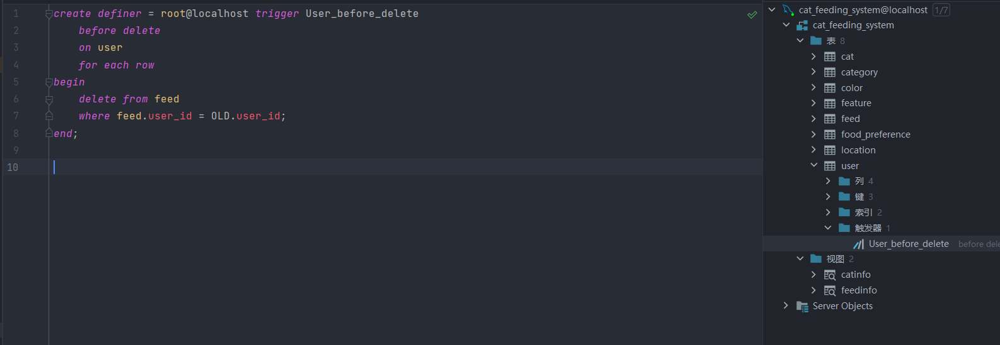 1 create definer = root@localhost trigger User_before_delete
2 before delete
3 on user
4 for each row
5 begin
6 delete from feed
7 where feed.user_id = OLD.user_id;
8 end;
9
10
cat_feeding_system@localhost 1/7
cat_feeding_system
表 8
cat
category
color
feature
feed
food_preference
location
user
列 4
键 3
索引 2
触发器 1
User_before_delete before dele
视图 2
catinfo
feedinfo
Server Objects